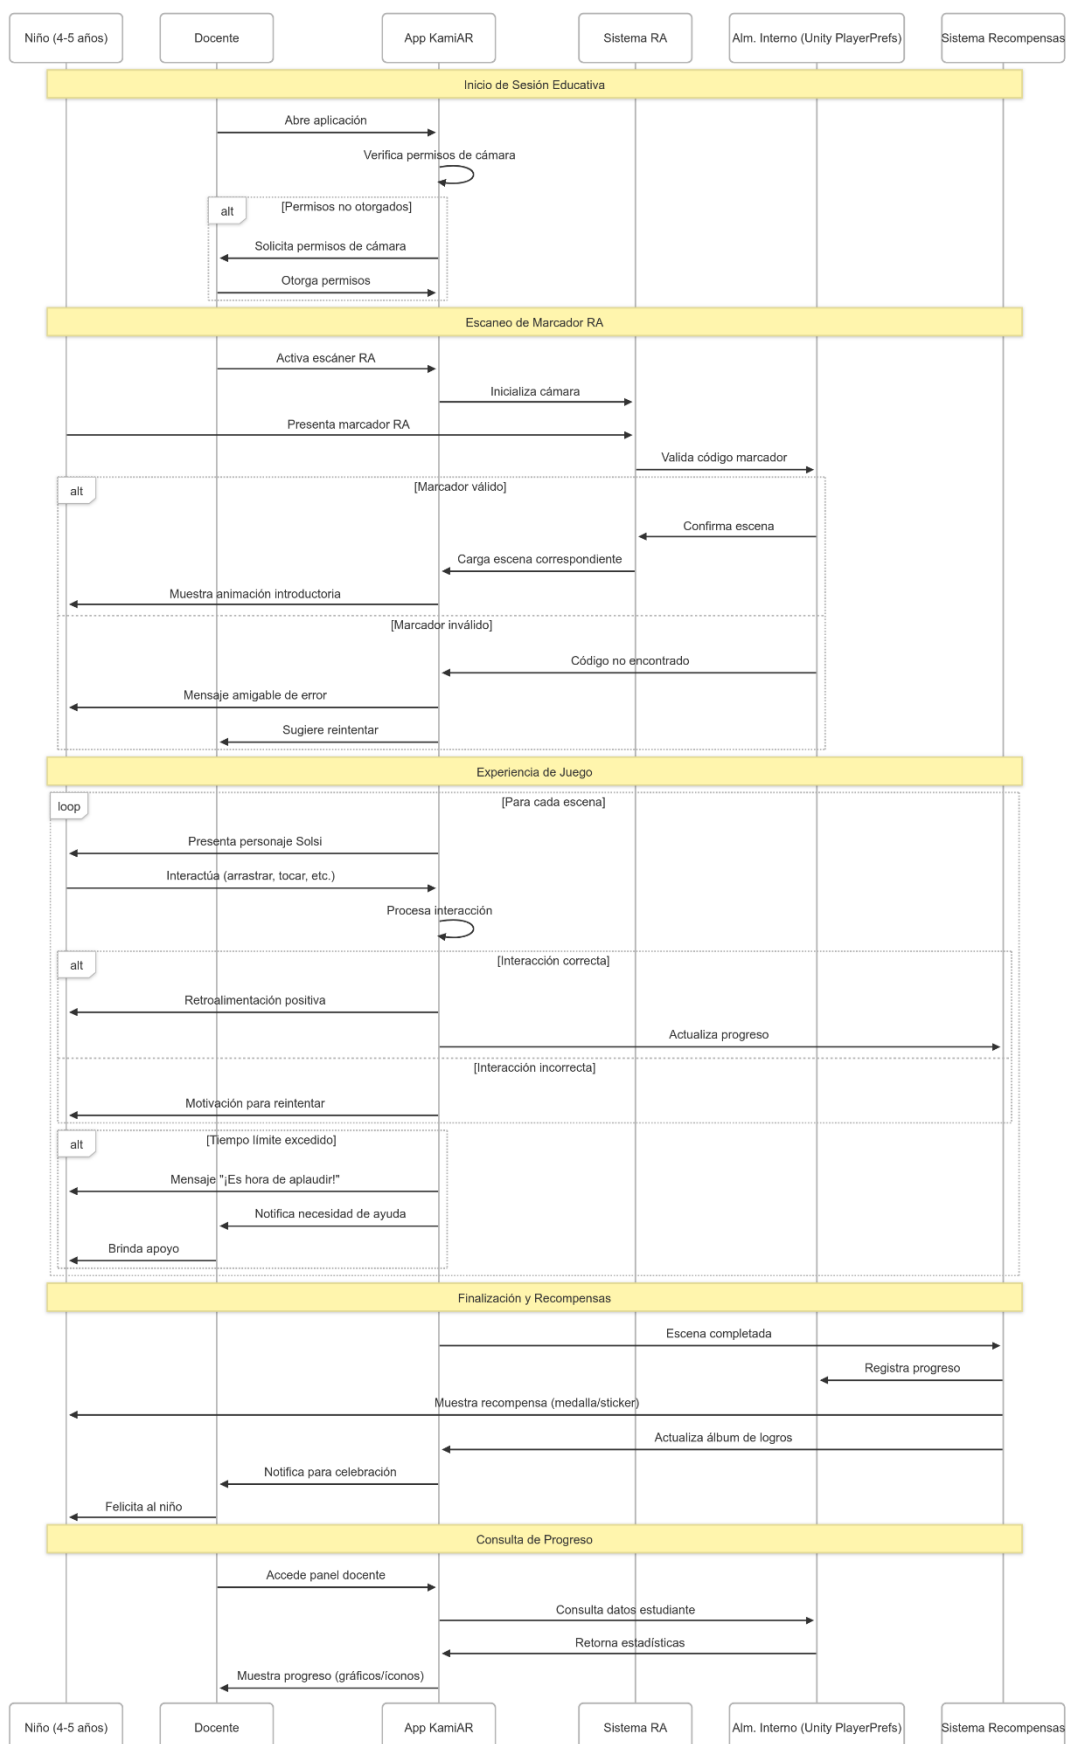 Niño (4-5 años)
Docente
App KamiAR
Sistema RA
Alm. Interno (Unity PlayerPrefs)
Sistema Recompensas
Inicio de Sesión Educativa
Abre aplicación
Verifica permisos de cámara
alt
[Permisos no otorgados]
Solicita permisos de cámara
Otorga permisos
Escaneo de Marcador RA
Activa escáner RA
Inicializa cámara
Presenta marcador RA
Valida código marcador
alt
[Marcador válido]
Confirma escena
Carga escena correspondiente
Muestra animación introductoria
[Marcador inválido]
Código no encontrado
Mensaje amigable de error
Sugiere reintentar
Experiencia de Juego
loop
[Para cada escena]
Presenta personaje Solsi
Interactúa (arrastrar, tocar, etc.)
Procesa interacción
alt
[Interacción correcta]
Retroalimentación positiva
Actualiza progreso
[Interacción incorrecta]
Motivación para reintentar
alt
[Tiempo límite excedido]
Mensaje "¡Es hora de aplaudir!"
Notifica necesidad de ayuda
Brinda apoyo
Finalización y Recompensas
Escena completada
Registra progreso
Muestra recompensa (medalla/sticker)
Actualiza álbum de logros
Notifica para celebración
Felicita al niño
Consulta de Progreso
Accede panel docente
Consulta datos estudiante
Retorna estadísticas
Muestra progreso (gráficos/íconos)
Niño (4-5 años)
Docente
App KamiAR
Sistema RA
Alm. Interno (Unity PlayerPrefs)
Sistema Recompensas